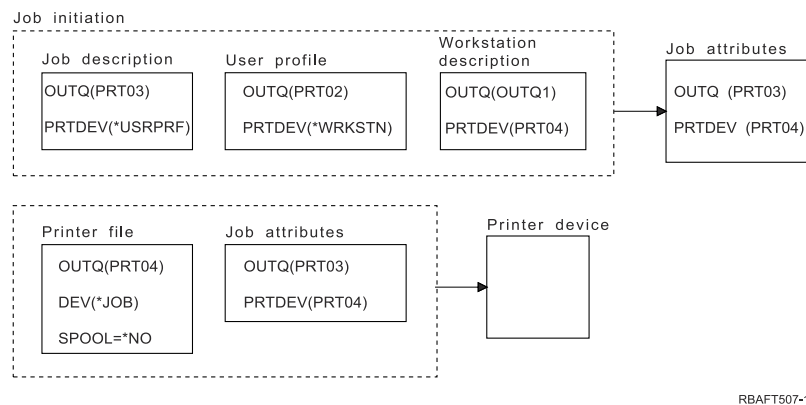 Job initiation
Job description
OUTQ(PRT03)
PRTDEV(*USRPRF)
User profile
OUTQ(PRT02)
PRTDEV(*WRKSTN)
Workstation
description
OUTQ(OUTQ1)
PRTDEV(PRT04)
Job attributes
OUTQ (PRT03)
PRTDEV (PRT04)
Printer file
OUTQ(PRT04)
DEV(*JOB)
SPOOL=*NO
Job attributes
OUTQ(PRT03)
PRTDEV(PRT04)
Printer device
RBAFT507-1